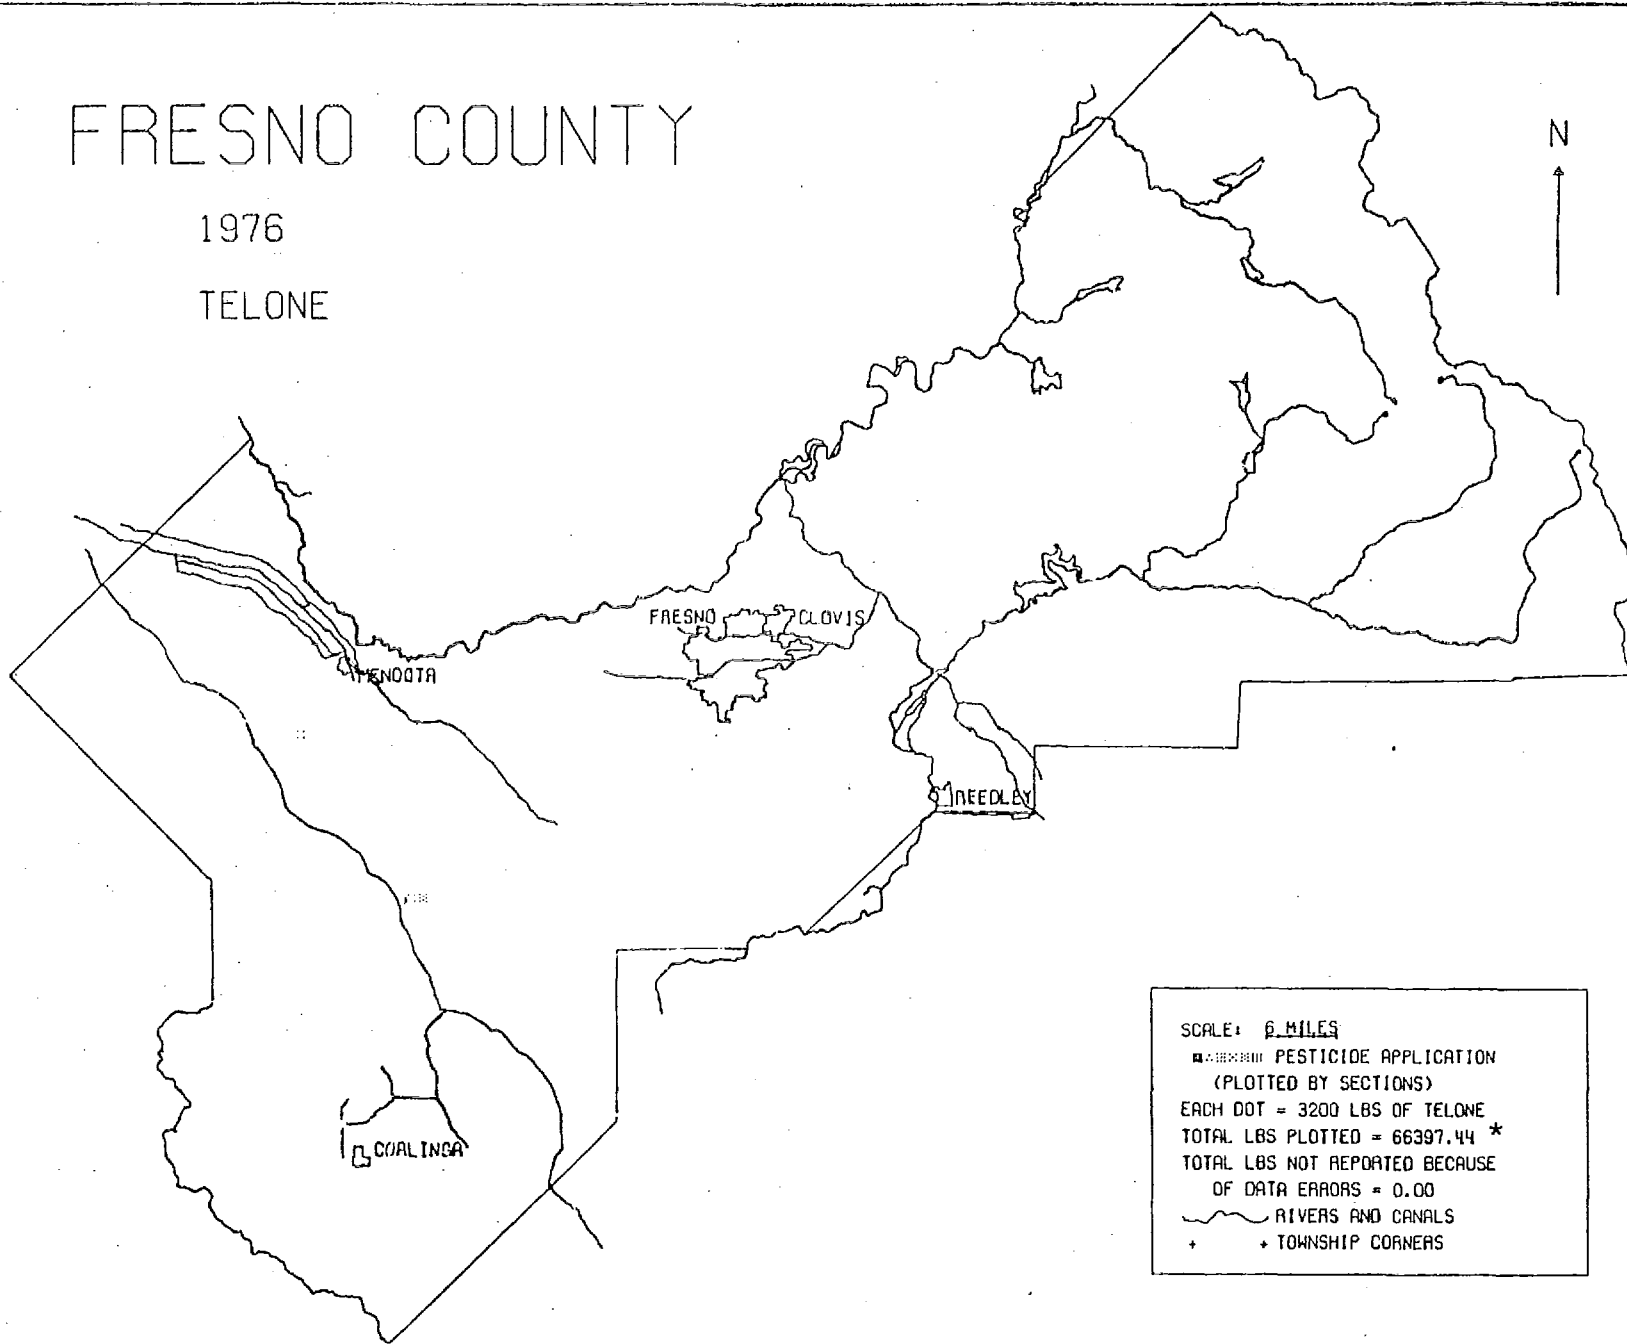 FRESNO COUNTY
1976
TELONE
N
FRESNO
CLOVIS
MENDOTA
REEDLEY
COALINGA
SCALE: 6 MILES
PESTICIDE APPLICATION
(PLOTTED BY SECTIONS)
EACH DOT = 3200 LBS OF TELONE
TOTAL LBS PLOTTED = 66397.44 *
TOTAL LBS NOT REPORTED BECAUSE
OF DATA ERRORS = 0.00
RIVERS AND CANALS
+ + TOWNSHIP CORNERS